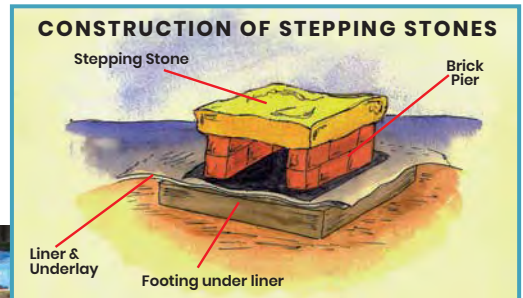 CONSTRUCTION OF STEPPING STONES
Stepping Stone
Brick
Pier
Liner &
Underlay
Footing under liner